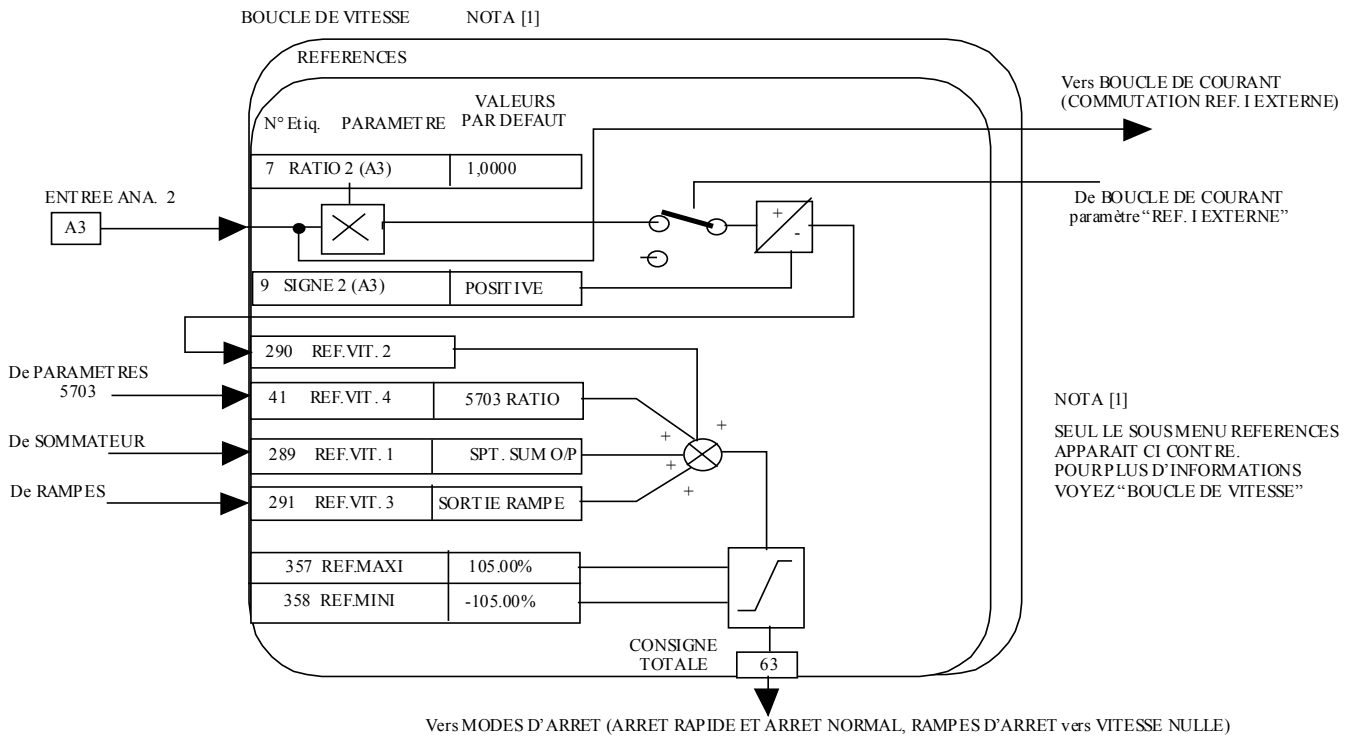 BOUCLE DE VITESSE NOTA [1]
REFERENCES
Vers BOUCLE DE COURANT
(COMMUTATION REF. I EXTERNE)
VALEURS
N° Etiq. PARAMETRE PAR DEFAUT
7 RATIO 2 (A3) 1,0000
ENTREE ANA. 2
A3
De BOUCLE DE COURANT
paramètre "REF. I EXTERNE"
+
-
9 SIGNE 2 (A3) POSITIVE
290 REF.VIT. 2
De PARAMETRES
5703
41 REF.VIT. 4 5703 RATIO
+
+
De SOMMATEUR
289 REF.VIT. 1 SPT. SUM O/P
+
De RAMPES
291 REF.VIT. 3 SORTIE RAMPE
+
NOTA [1]
SEUL LE SOUS MENU REFERENCES
APPARAIT CI CONTRE.
POUR PLUS D'INFORMATIONS
VOYEZ "BOUCLE DE VITESSE"
357 REF.MAXI 105.00%
358 REF.MINI -105.00%
CONSIGNE
TOTALE
63
Vers MODES D'ARRET (ARRET RAPIDE ET ARRET NORMAL, RAMPES D'ARRET vers VITESSE NULLE)